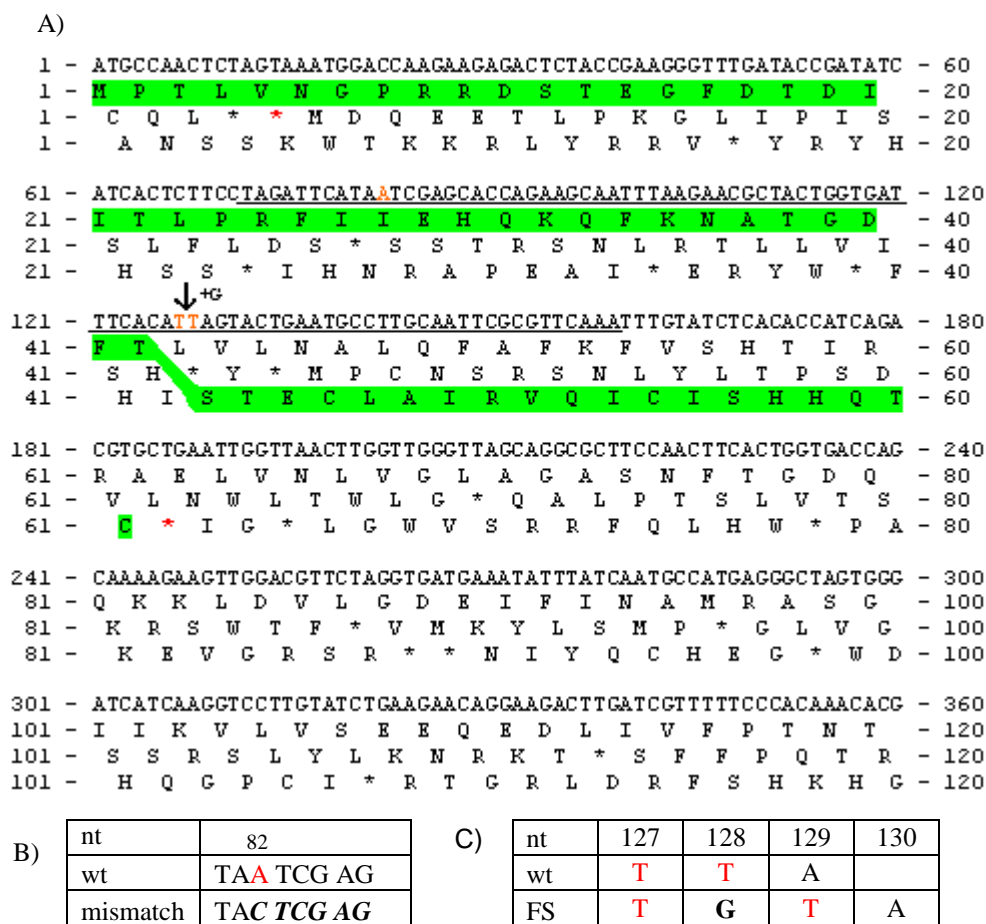 A)
1 - ATGCCAACTCTAGTAAATGGACCAAGAAGAGACTCTACCGAAGGGTTTGATACCGATATC - 60
1 - M P T L V N G P R R D S T E G F D T D I - 20
1 - C Q L * * M D Q E E T L P K G L I P I S - 20
1 - A N S S K W T K K R L Y R R V * Y R Y H - 20
61 - ATCACTCTTCCTAGATTCATAATCGAGCACCAGAAGCAATTTAAGAACGCTACTGGTGAT - 120
21 - I T L P R F I I E H Q K Q F K N A T G D - 40
21 - S L F L D S * S S T R S N L R T L L V I - 40
21 - H S S * I H N R A P E A I * E R Y W * F - 40
+G
121 - TTCACATTAGTACTGAATGCCTTGCAATTCGCGTTCAAATTTGTATCTCACACCATCAGA - 180
41 - F T L V L N A L Q F A F K F V S H T I R - 60
41 - S H * Y * M P C N S R S N L Y L T P S D - 60
41 - H I S T E C L A I R V Q I C I S H H Q T - 60
181 - CGTGCTGAATTGGTTAACTTGGTTGGGTTAGCAGGCGCTTCCAACTTCACTGGTGACCAG - 240
61 - R A E L V N L V G L A G A S N F T G D Q - 80
61 - V L N W L T W L G * Q A L P T S L V T S - 80
61 - C * I G * L G W V S R R F Q L H W * P A - 80
241 - CAAAAGAAGTTGGACGTTCTAGGTGATGAAATATTTATCAATGCCATGAGGGCTAGTGGG - 300
81 - Q K K L D V L G D E I F I N A M R A S G - 100
81 - K R S W T F * V M K Y L S M P * G L V G - 100
81 - K E V G R S R * * N I Y Q C H E G * W D - 100
301 - ATCATCAAGGTCCTTGTATCTGAAGAACAGGAAGACTTGATCGTTTTTCCCACAAACACG - 360
101 - I I K V L V S E E Q E D L I V F P T N T - 120
101 - S S R S L Y L K N R K T * S F F P Q T R - 120
101 - H Q G P C I * R T G R L D R F S H K H G - 120
B)
nt 82
wt TAA TCG AG
mismatch TAC TCG AG
C)
nt 127 128 129 130
wt T T A
FS T G T A